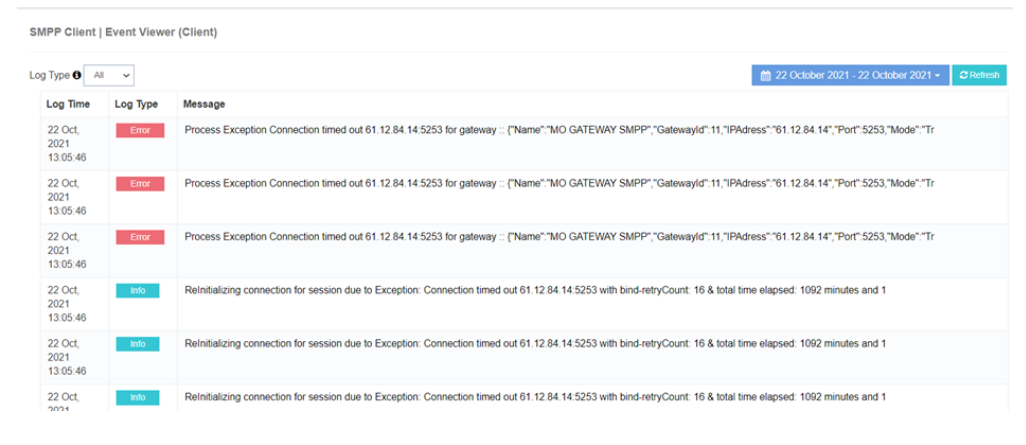 SMPP Client | Event Viewer (Client)
Log Type All
22 October 2021 - 22 October 2021
Refresh
Log Time Log Type Message
22 Oct, 2021 13:05:46 Error Process Exception Connection timed out 61.12.84.14:5253 for gateway :: {"Name":"MO GATEWAY SMPP","GatewayId":11,"IPAdress":"61.12.84.14","Port":5253,"Mode":"Tr
22 Oct, 2021 13:05:46 Error Process Exception Connection timed out 61.12.84.14:5253 for gateway :: {"Name":"MO GATEWAY SMPP","GatewayId":11,"IPAdress":"61.12.84.14","Port":5253,"Mode":"Tr
22 Oct, 2021 13:05:46 Error Process Exception Connection timed out 61.12.84.14:5253 for gateway :: {"Name":"MO GATEWAY SMPP","GatewayId":11,"IPAdress":"61.12.84.14","Port":5253,"Mode":"Tr
22 Oct, 2021 13:05:46 Info ReInitializing connection for session due to Exception: Connection timed out 61.12.84.14:5253 with bind-retryCount: 16 & total time elapsed: 1092 minutes and 1
22 Oct, 2021 13:05:46 Info ReInitializing connection for session due to Exception: Connection timed out 61.12.84.14:5253 with bind-retryCount: 16 & total time elapsed: 1092 minutes and 1
22 Oct, 2021 Info ReInitializing connection for session due to Exception: Connection timed out 61.12.84.14:5253 with bind-retryCount: 16 & total time elapsed: 1092 minutes and 1